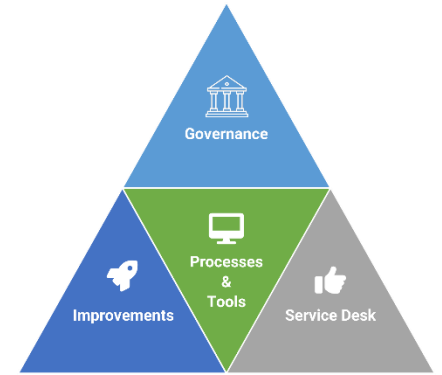 Governance
Processes
&
Tools
Improvements
Service Desk